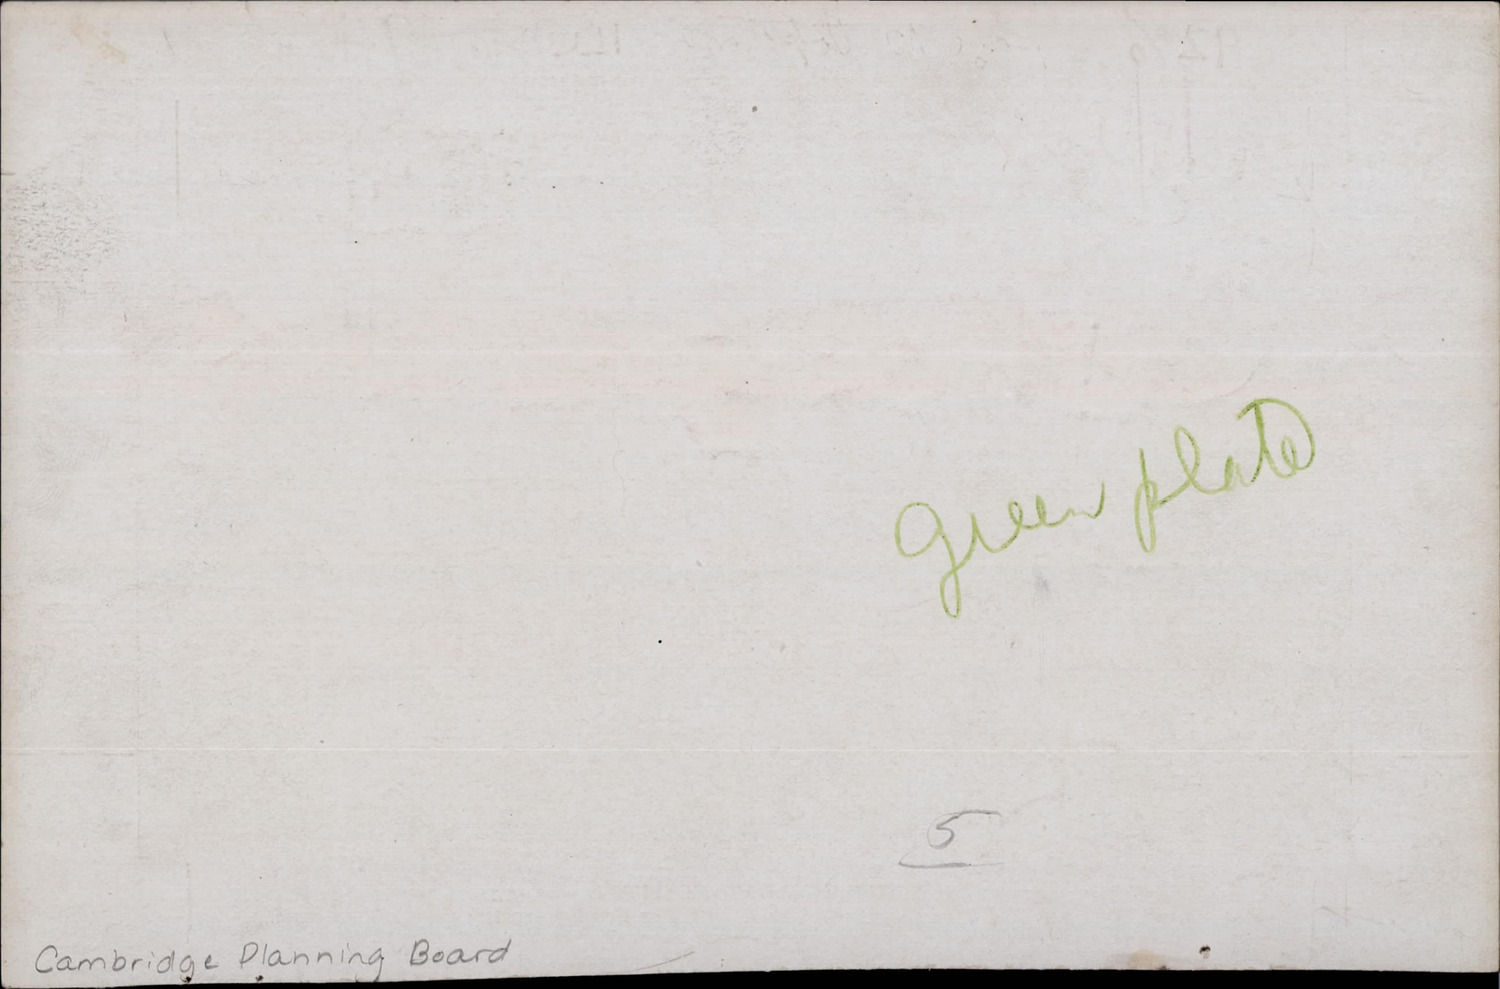 green plate
5
Cambridge Planning Board